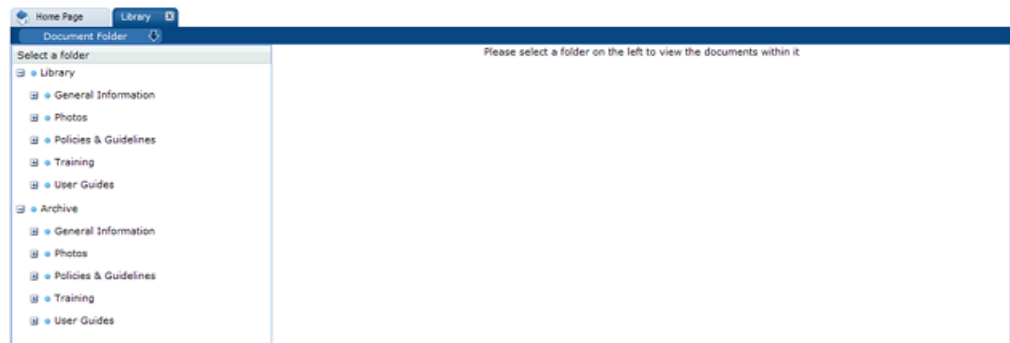 Home Page
Library
Document Folder
Select a folder
Please select a folder on the left to view the documents within it
Library
General Information
Photos
Policies & Guidelines
Training
User Guides
Archive
General Information
Photos
Policies & Guidelines
Training
User Guides